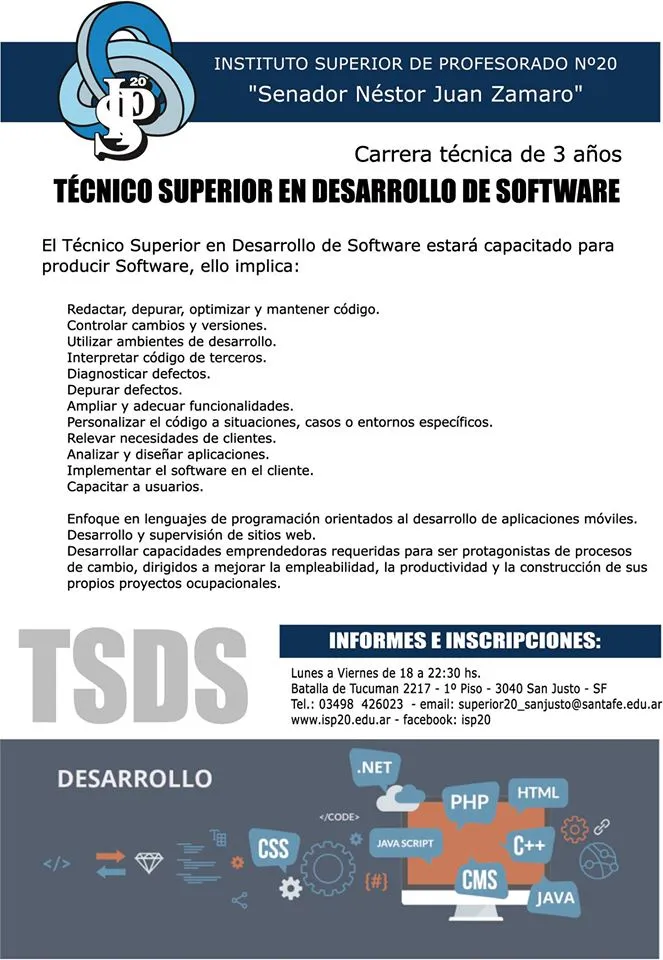 INSTITUTO SUPERIOR DE PROFESORADO Nº20
"Senador Néstor Juan Zamaro"
20
ISP
Carrera técnica de 3 años
TÉCNICO SUPERIOR EN DESARROLLO DE SOFTWARE
El Técnico Superior en Desarrollo de Software estará capacitado para
producir Software, ello implica:
Redactar, depurar, optimizar y mantener código.
Controlar cambios y versiones.
Utilizar ambientes de desarrollo.
Interpretar código de terceros.
Diagnosticar defectos.
Depurar defectos.
Ampliar y adecuar funcionalidades.
Personalizar el código a situaciones, casos o entornos específicos.
Relevar necesidades de clientes.
Analizar y diseñar aplicaciones.
Implementar el software en el cliente.
Capacitar a usuarios.
Enfoque en lenguajes de programación orientados al desarrollo de aplicaciones móviles.
Desarrollo y supervisión de sitios web.
Desarrollar capacidades emprendedoras requeridas para ser protagonistas de procesos
de cambio, dirigidos a mejorar la empleabilidad, la productividad y la construcción de sus
propios proyectos ocupacionales.
TSDS
INFORMES E INSCRIPCIONES:
Lunes a Viernes de 18 a 22:30 hs.
Batalla de Tucuman 2217 - 1º Piso - 3040 San Justo - SF
Tel.: 03498  426023  - email: superior20_sanjusto@santafe.edu.ar
www.isp20.edu.ar - facebook: isp20
DESARROLLO
.NET
PHP
HTML
</CODE>
CSS
JAVA SCRIPT
C++
</>
{#}
CMS
JAVA